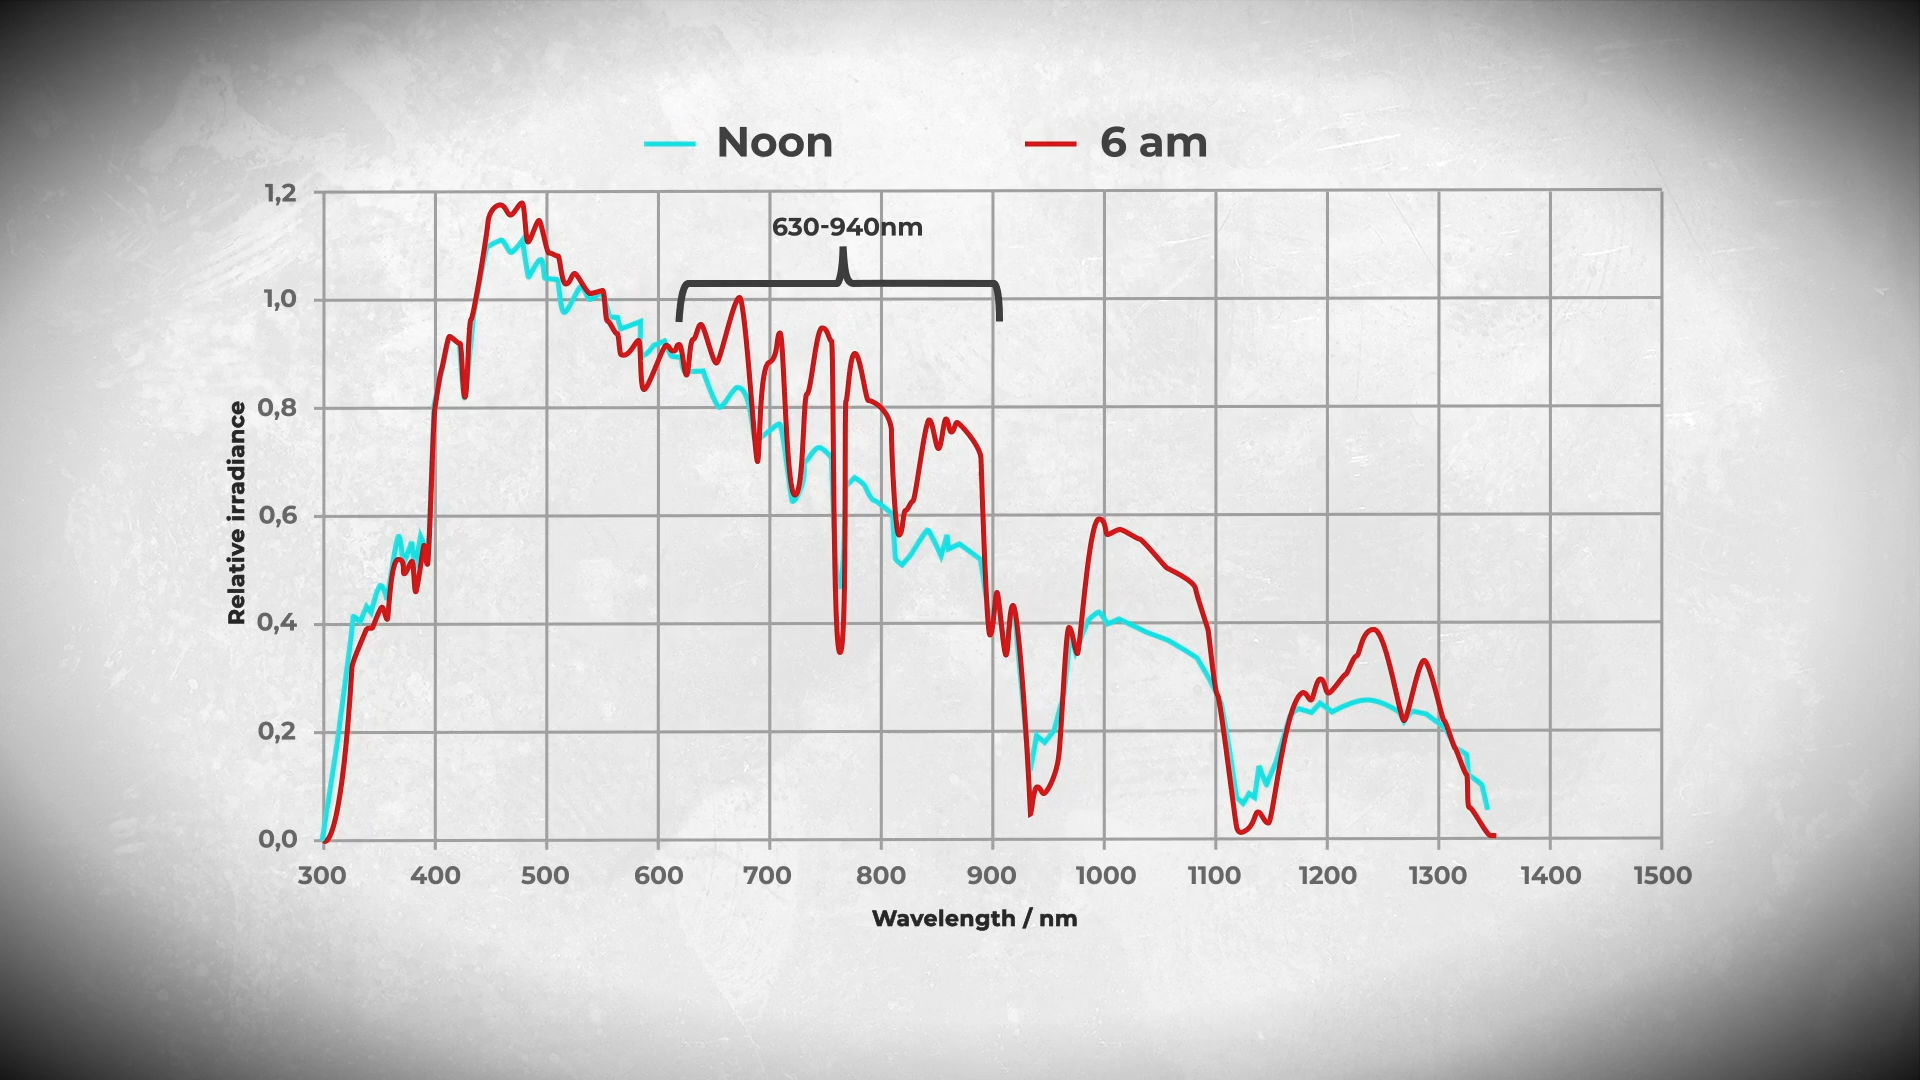 Noon 6 am
1,2
630-940nm
1,0
0,8
0,6
0,4
0,2
0,0
Relative irradiance
300 400 500 600 700 800 900 1000 1100 1200 1300 1400 1500
Wavelength / nm